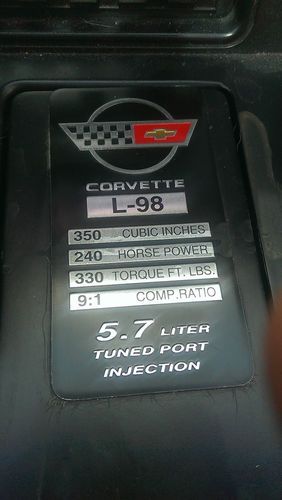 CORVETTE
L-98
350 CUBIC INCHES
240 HORSE POWER
330 TORQUE FT. LBS.
9:1 COMP.RATIO
5.7 LITER
TUNED PORT
INJECTION